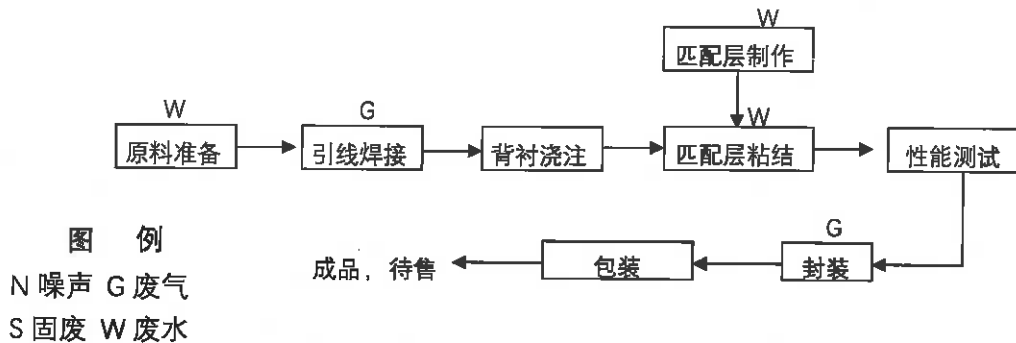 W
匹配层制作
W
G
W
原料准备
引线焊接
背衬浇注
匹配层粘结
性能测试
G
成品，待售
包装
封装
图 例
N 噪声 G 废气
S 固废 W 废水